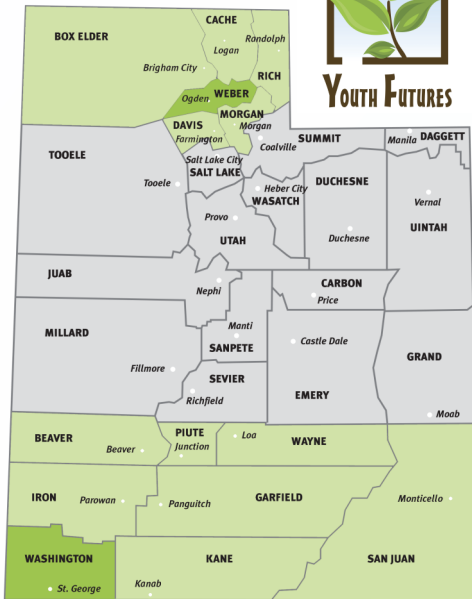 CACHE
BOX ELDER
Randolph
Logan
Brigham City
RICH
WEBER
Ogden
YOUTH FUTURES
MORGAN
DAVIS
Morgan
Farmington
SUMMIT
Manila
DAGGETT
Coalville
TOOELE
Salt Lake City
SALT LAKE
Tooele
Heber City
WASATCH
DUCHESNE
Vernal
Provo
UINTAH
UTAH
Duchesne
JUAB
Nephi
CARBON
Price
MILLARD
Manti
SANPETE
Castle Dale
GRAND
Fillmore
SEVIER
Richfield
EMERY
Moab
BEAVER
Beaver
PIUTE
Junction
Loa
WAYNE
IRON
Parowan
Panguitch
GARFIELD
Monticello
WASHINGTON
KANE
SAN JUAN
St. George
Kanab